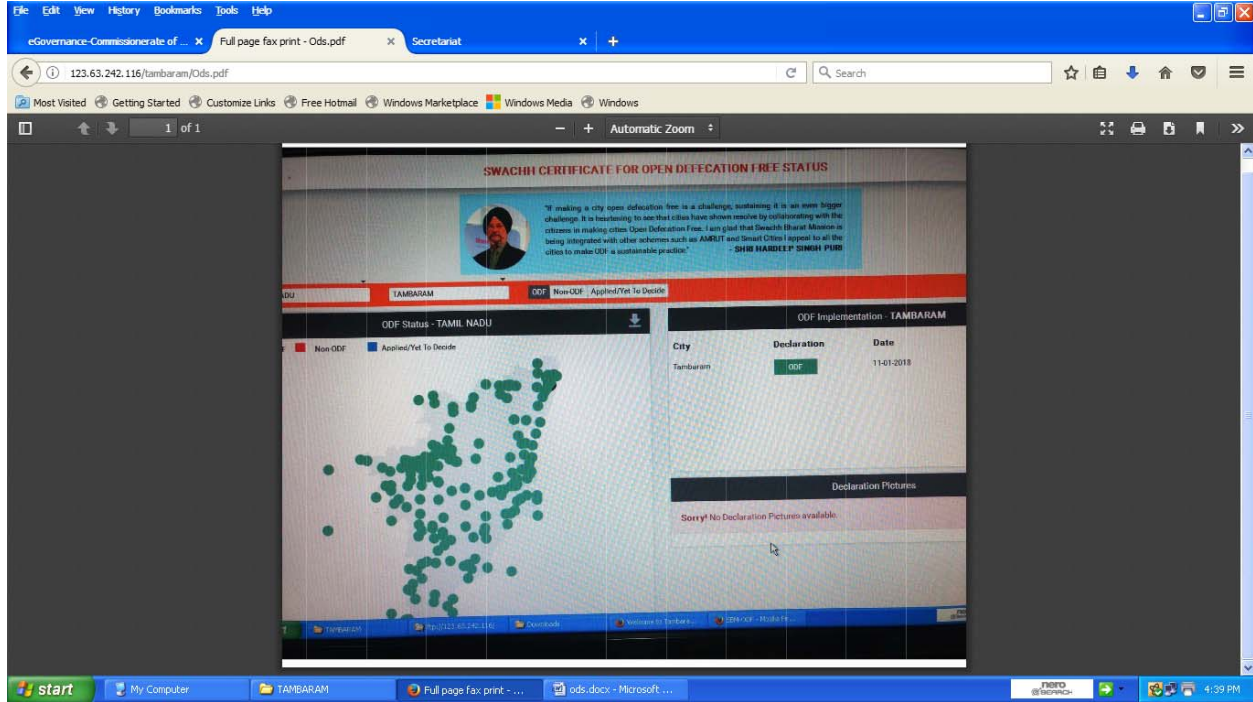 File Edit View History Bookmarks Tools Help
eGovernance-Commissionerate of ... Full page fax print - Ods.pdf Secretariat
123.63.242.116/tambaram/Ods.pdf Search
Most Visited Getting Started Customize Links Free Hotmail Windows Marketplace Windows Media Windows
1 of 1 Automatic Zoom
SWACHH CERTIFICATE FOR OPEN DEFECATION FREE STATUS
"If making a city open defecation free is a challenge, sustaining it is an even bigger
challenge. It is heartening to see that cities have shown resolve by collaborating with the
citizens in making cities Open Defecation Free. I am glad that Swachh Bharat Mission is
being integrated with other schemes such as AMRUT and Smart Cities I appeal to all the
cities to make ODF a sustainable practice."
- SHRI HARDEEP SINGH PURI
ADU TAMBARAM ODF Non-ODF Applied/Yet To Decide
ODF Status - TAMIL NADU
Non-ODF Applied/Yet To Decide
ODF Implementation - TAMBARAM
City Declaration Date
Tambaram ODF 11-01-2018
Declaration Pictures
Sorry! No Declaration Pictures available.
TAMBARAM Downloads
start My Computer TAMBARAM Full page fax print - ... ods.docx - Microsoft ... nero SEARCH 4:39 PM